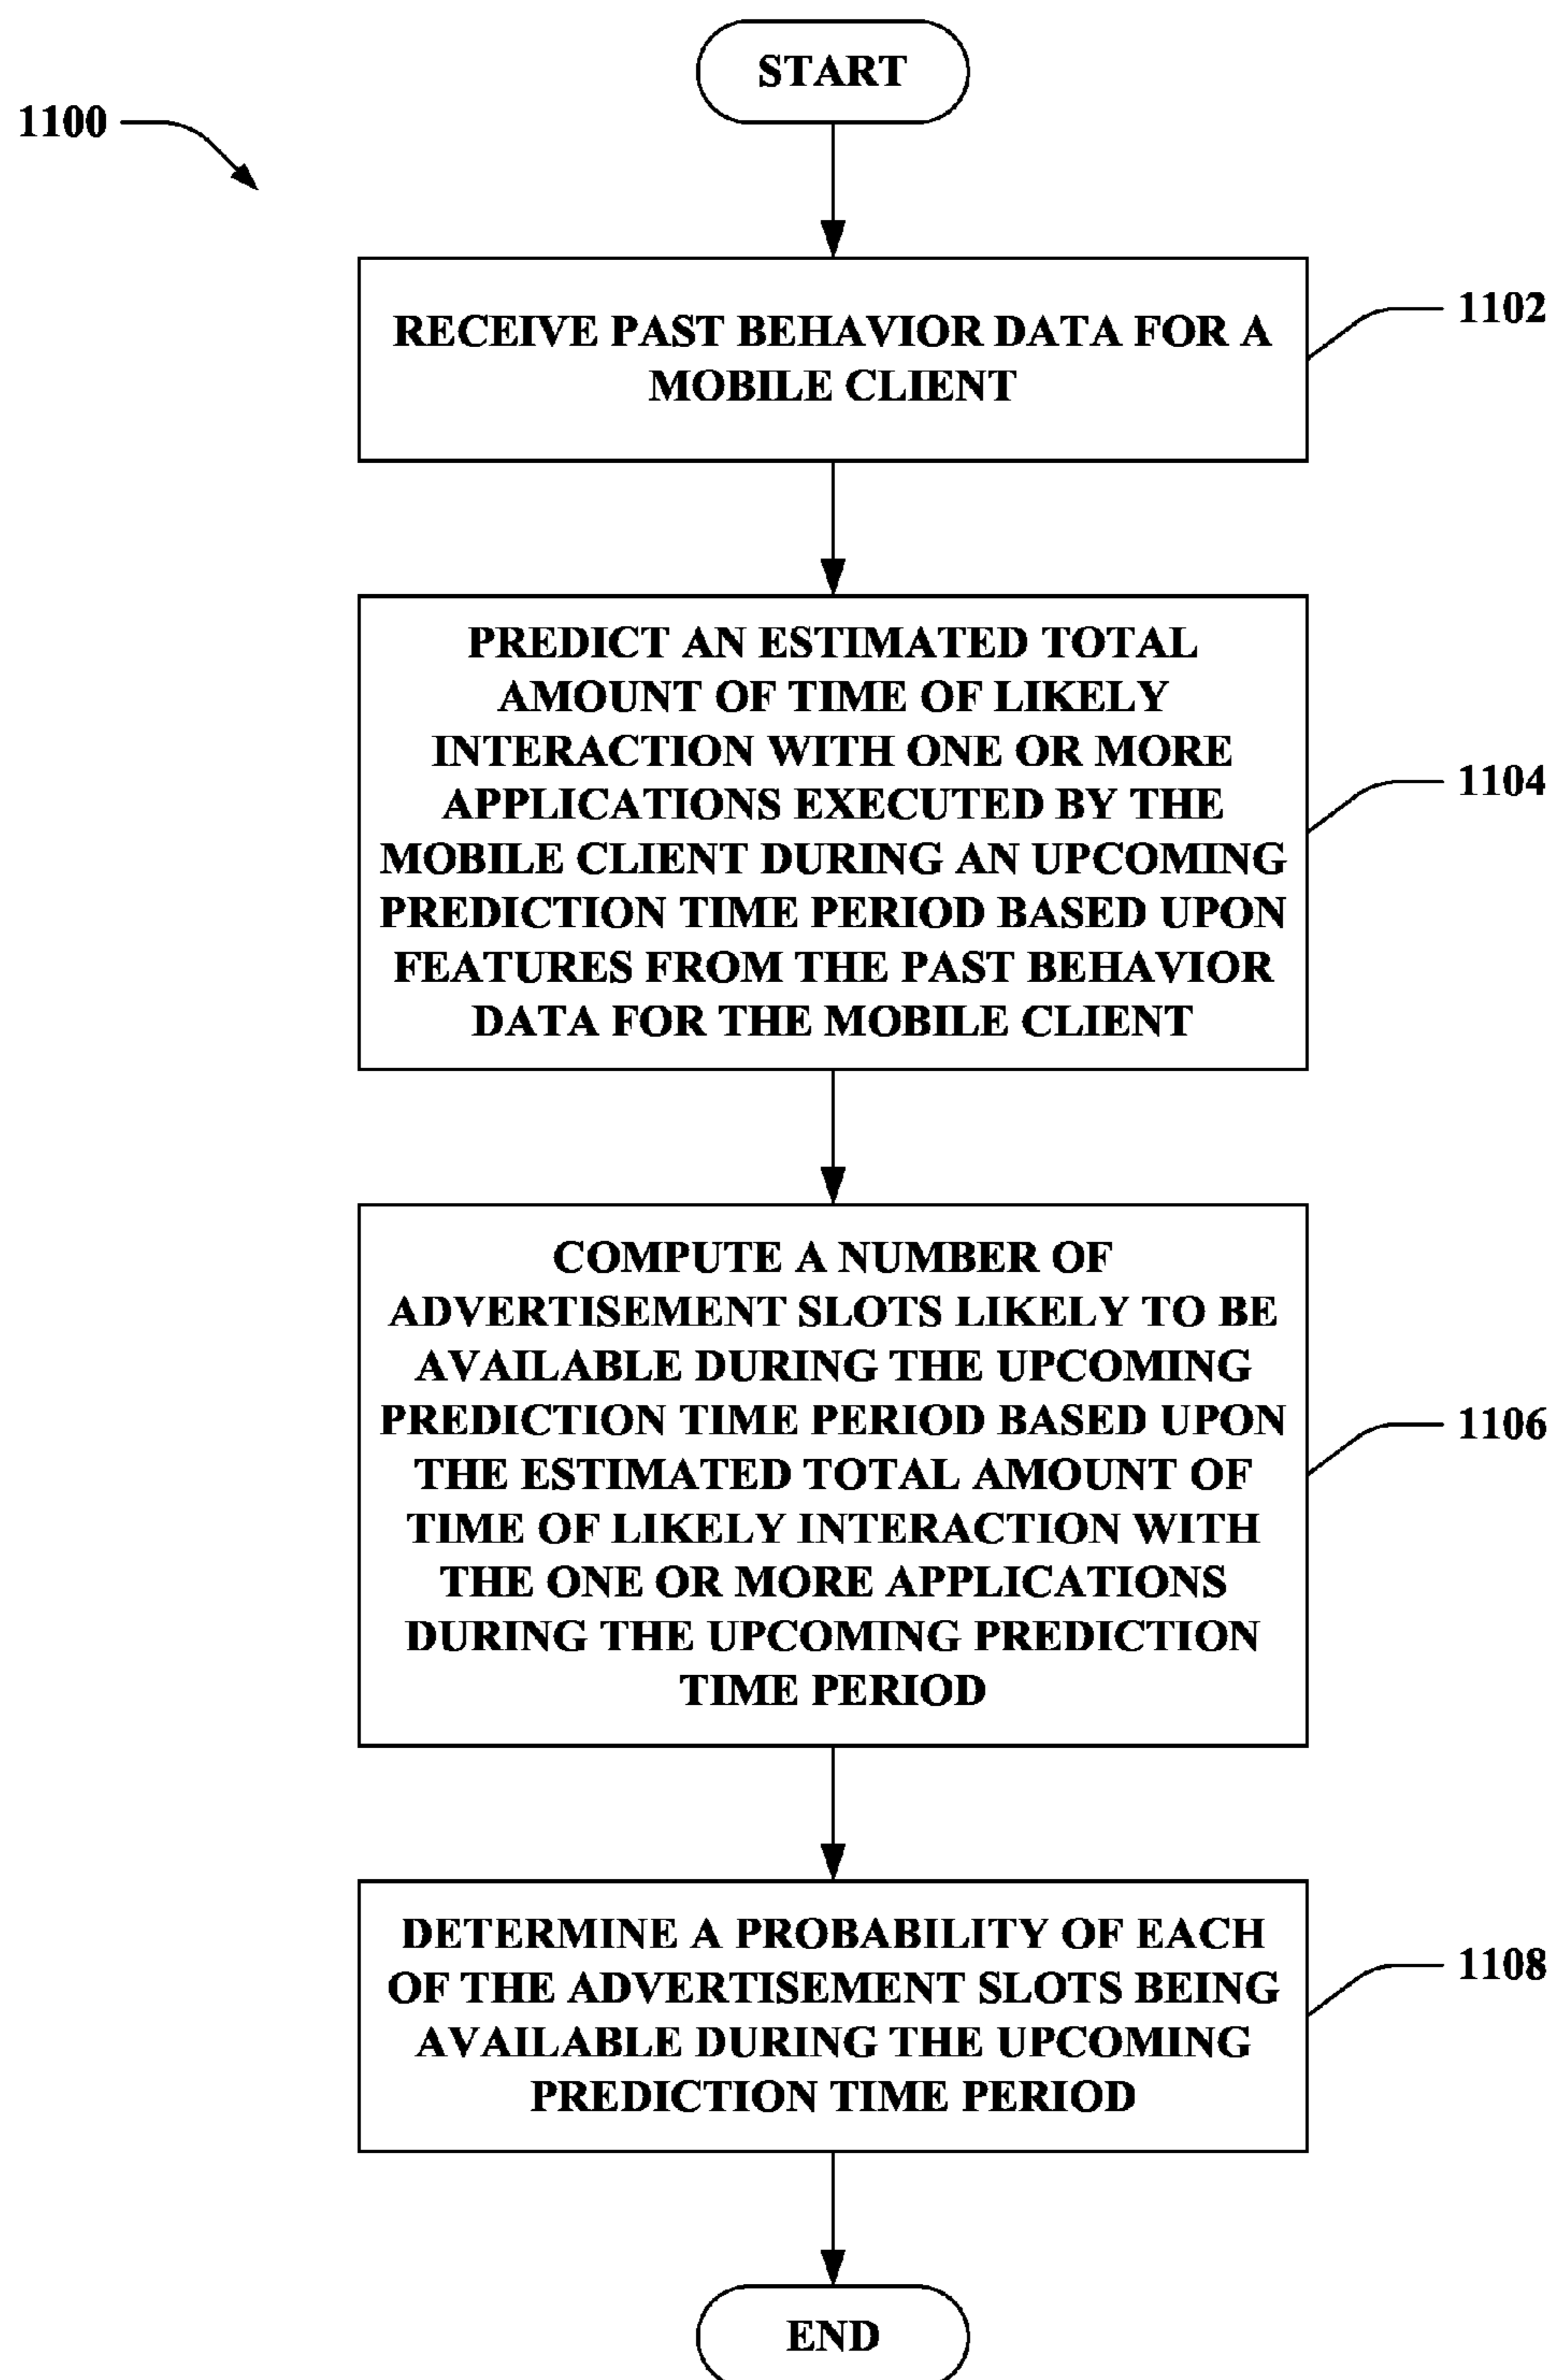 START
1100
RECEIVE PAST BEHAVIOR DATA FOR A
MOBILE CLIENT
1102
PREDICT AN ESTIMATED TOTAL
AMOUNT OF TIME OF LIKELY
INTERACTION WITH ONE OR MORE
APPLICATIONS EXECUTED BY THE
MOBILE CLIENT DURING AN UPCOMING
PREDICTION TIME PERIOD BASED UPON
FEATURES FROM THE PAST BEHAVIOR
DATA FOR THE MOBILE CLIENT
1104
COMPUTE A NUMBER OF
ADVERTISEMENT SLOTS LIKELY TO BE
AVAILABLE DURING THE UPCOMING
PREDICTION TIME PERIOD BASED UPON
THE ESTIMATED TOTAL AMOUNT OF
TIME OF LIKELY INTERACTION WITH
THE ONE OR MORE APPLICATIONS
DURING THE UPCOMING PREDICTION
TIME PERIOD
1106
DETERMINE A PROBABILITY OF EACH
OF THE ADVERTISEMENT SLOTS BEING
AVAILABLE DURING THE UPCOMING
PREDICTION TIME PERIOD
1108
END